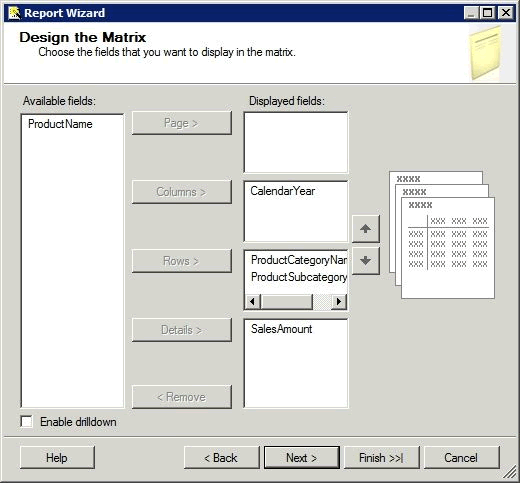 Report Wizard
Design the Matrix
Choose the fields that you want to display in the matrix.
Available fields:
Displayed fields:
ProductName
Page >
Columns >
CalendarYear
Rows >
ProductCategoryNam
ProductSubcategory
Details >
SalesAmount
< Remove
XXXX
XXXX
XXXX
XXX XXX XXX
XXX XXX XXX XXX
XXX XXX XXX XXX
XXX XXX XXX XXX
XXX XXX XXX XXX
Enable drilldown
Help
< Back
Next >
Finish >>|
Cancel